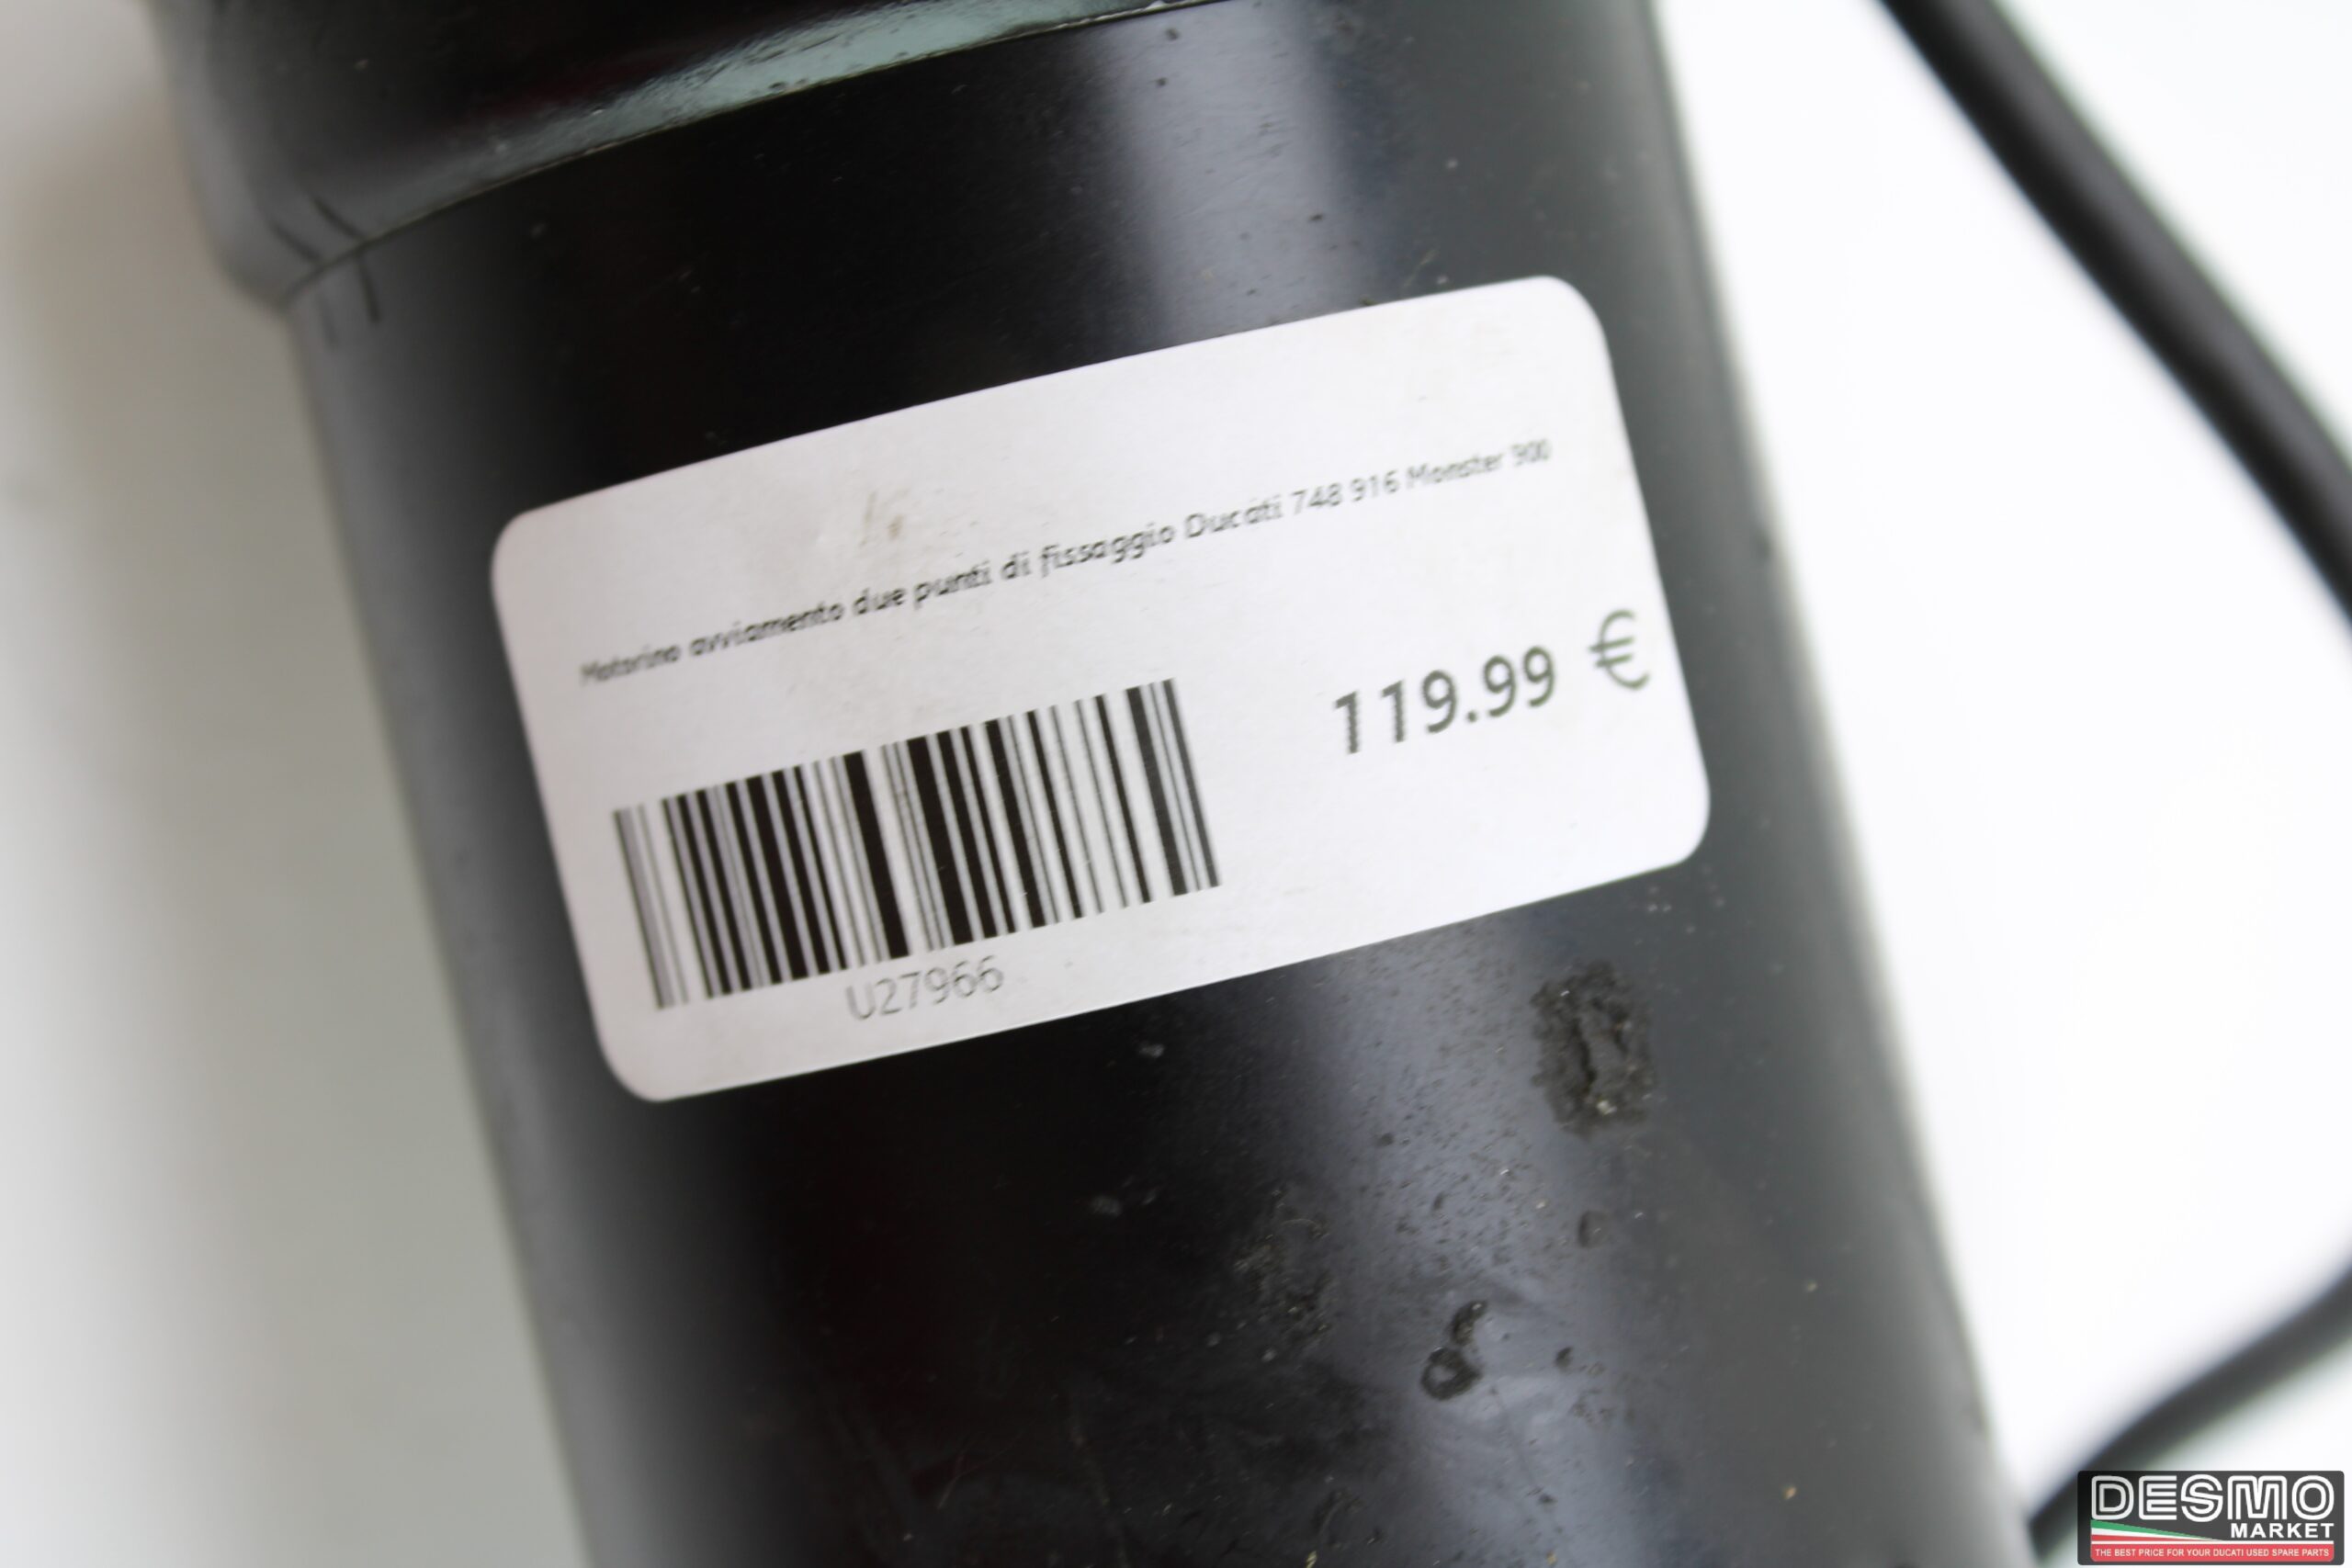 Motorino avviamento due punti di fissaggio Ducati 748 916 Monster 900
119.99 €
U27966
DESMO
MARKET
THE BEST PRICE FOR YOUR DUCATI USED SPARE PARTS